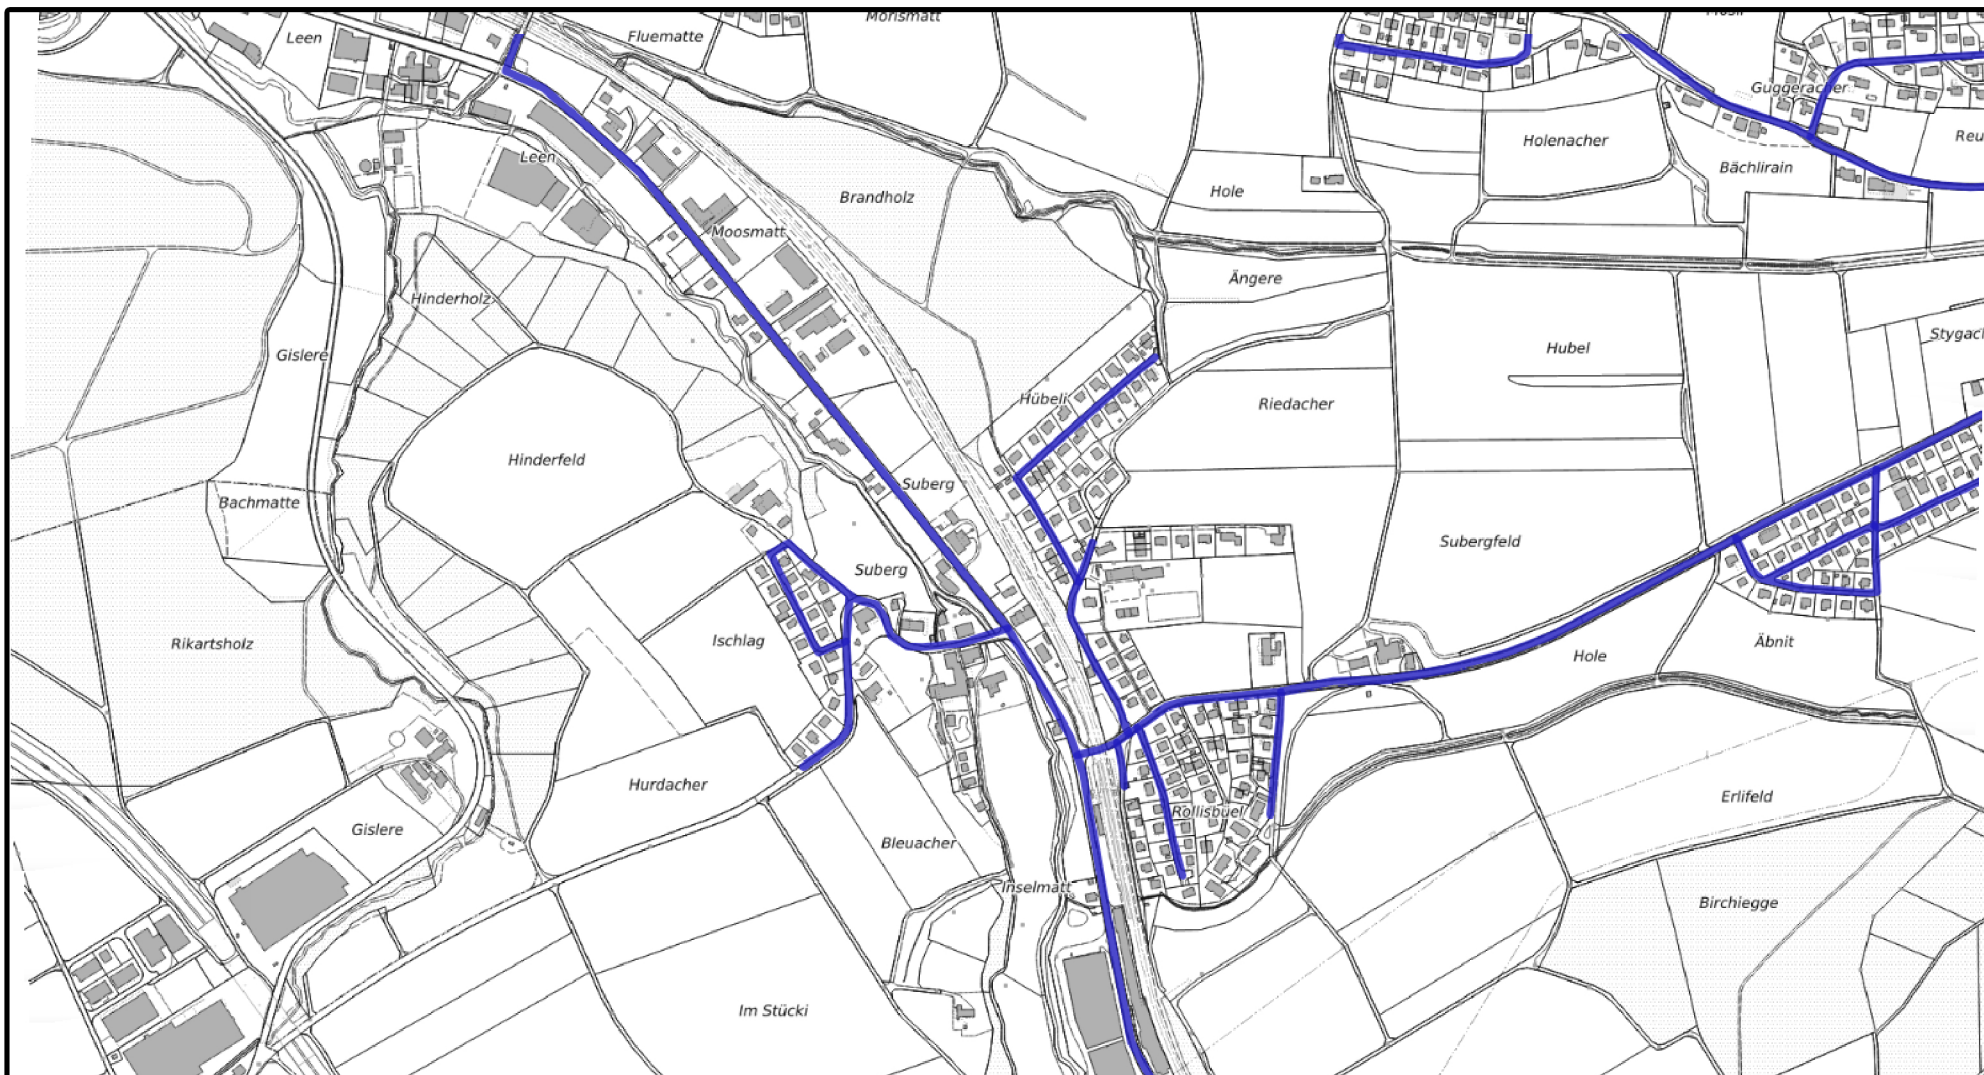 Leen
Fluematte
Morismatt
Guggeracher
Holenacher
Reu
Leen
Bächlirain
Brandholz
Hole
Moosmatt
Ängere
Hinderholz
Stygach
Gislere
Hubel
Hübeli
Riedacher
Hinderfeld
Suberg
Bachmatte
Subergfeld
Suberg
Ischlag
Rikartsholz
Äbnit
Hole
Hurdacher
Erlifeld
Rollisbüel
Gislere
Bleuacher
Inselmatt
Birchiegge
Im Stücki